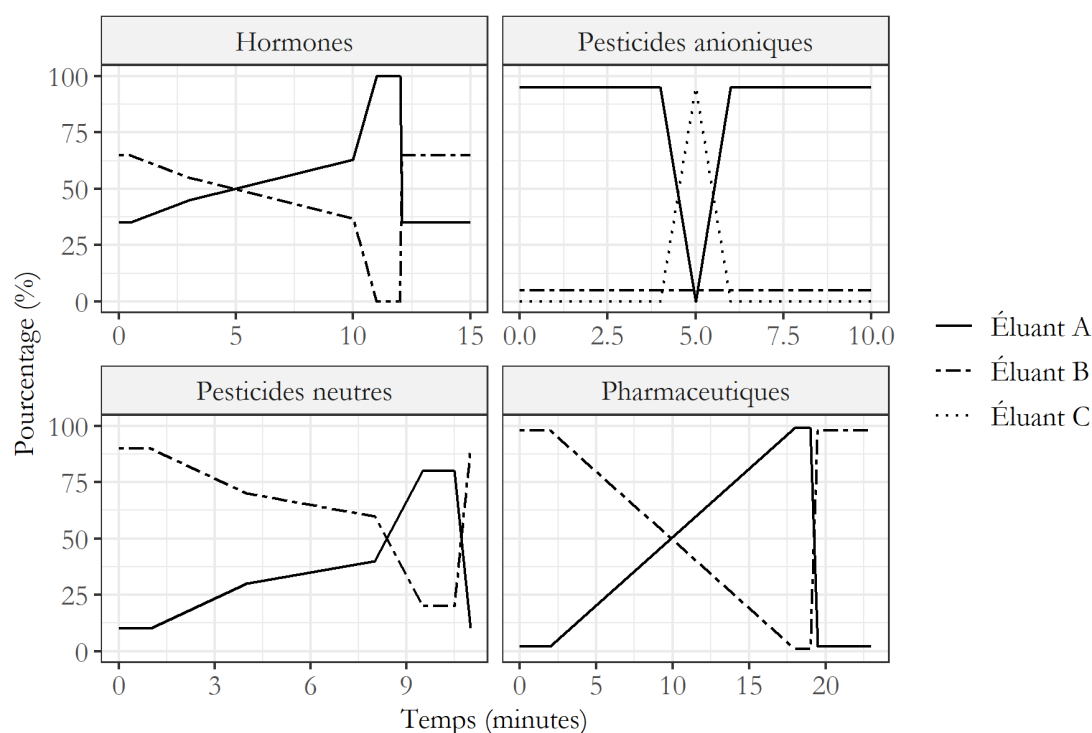 Hormones
Pesticides anioniques
100
75
50
25
0
0 5 10 15
0.0 2.5 5.0 7.5 10.0
Pesticides neutres
Pharmaceutiques
100
75
50
25
0
0 3 6 9
0 5 10 15 20
Pourcentage (%)
Temps (minutes)
Éluant A
Éluant B
Éluant C